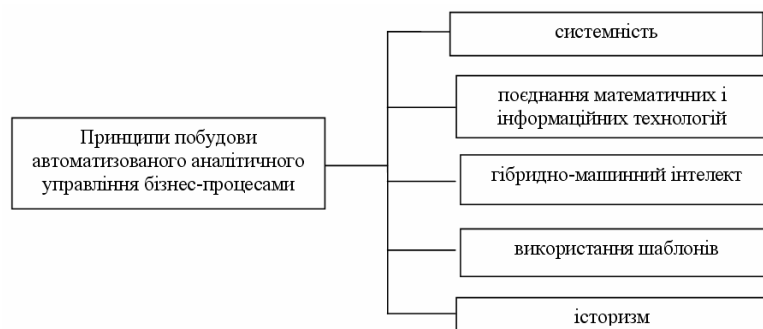 системність
поєднання математичних і
інформаційних технологій
Принципи побудови
автоматизованого аналітичного
управління бізнес-процесами
гібридно-машинний інтелект
використання шаблонів
історизм